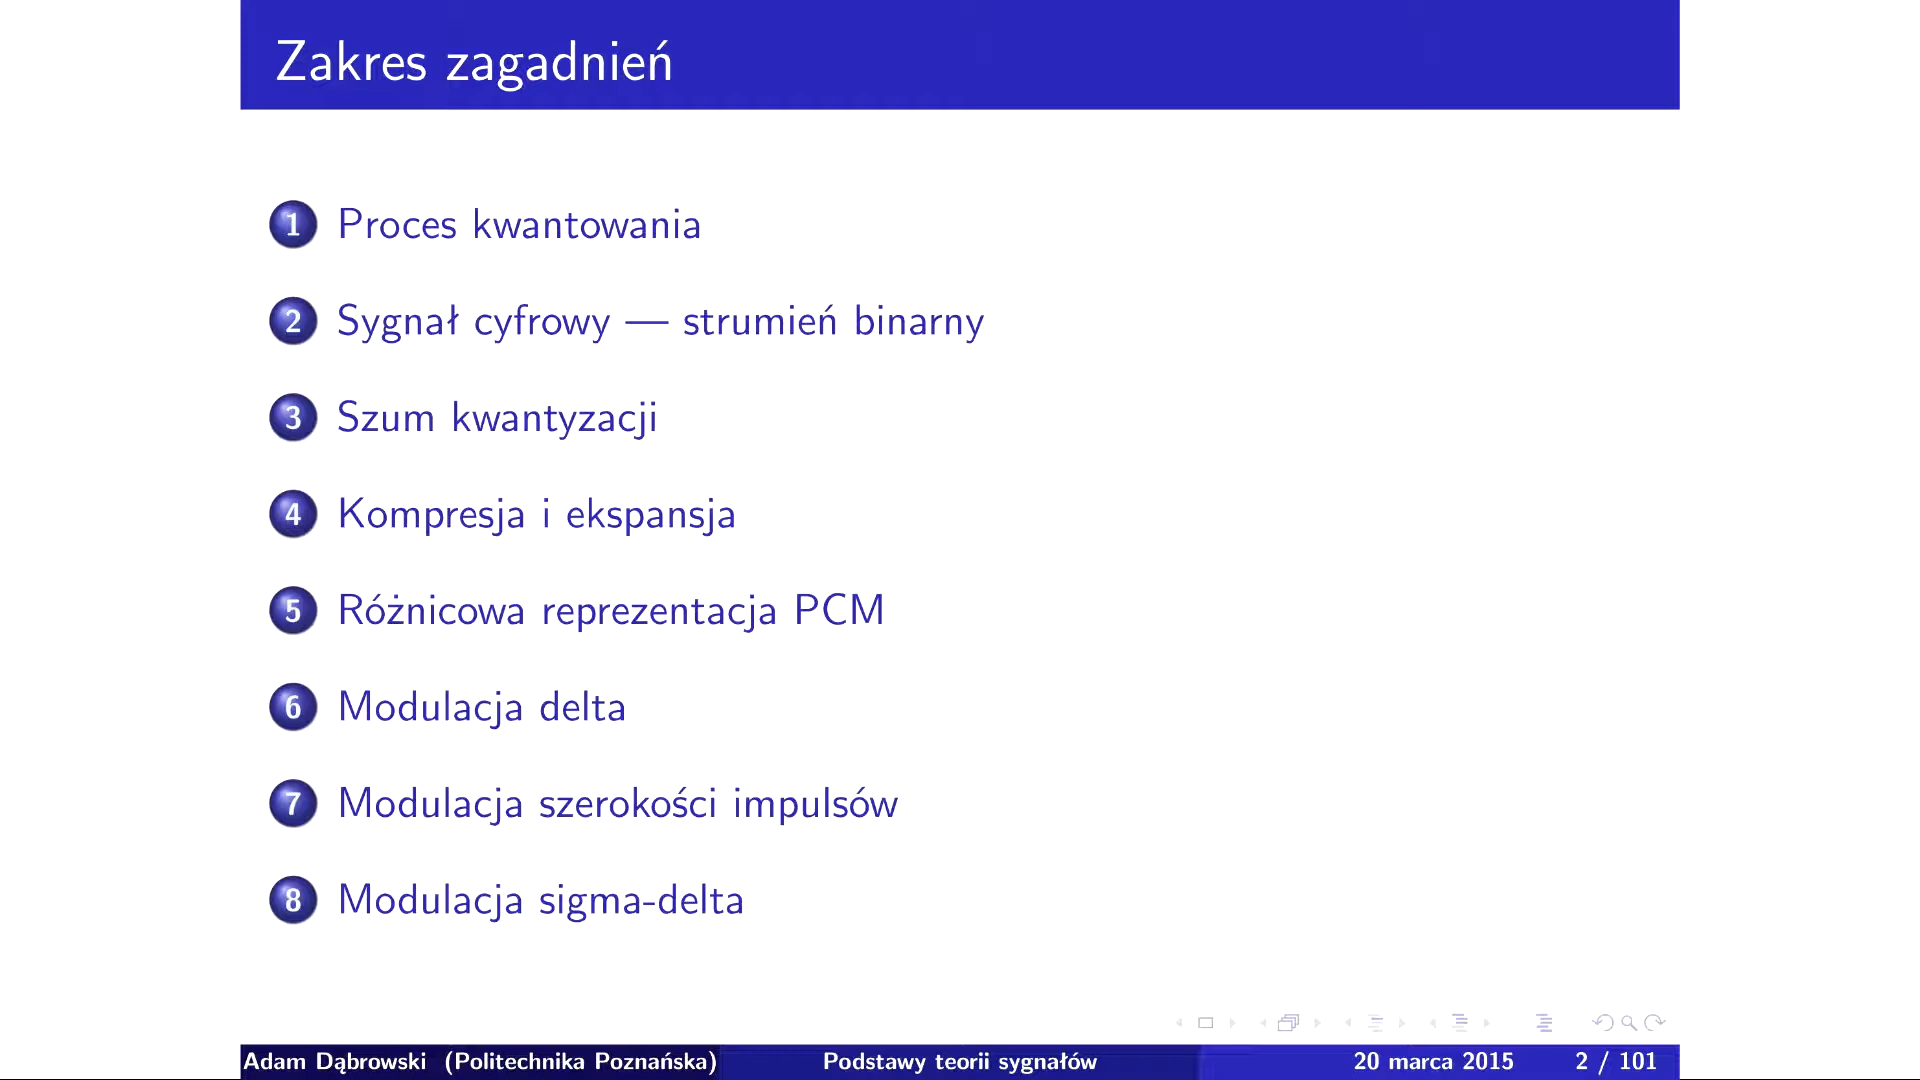 Zakres zagadnień
1 Proces kwantowania
2 Sygnał cyfrowy — strumień binarny
3 Szum kwantyzacji
4 Kompresja i ekspansja
5 Różnicowa reprezentacja PCM
6 Modulacja delta
7 Modulacja szerokości impulsów
8 Modulacja sigma-delta
Adam Dąbrowski (Politechnika Poznańska) Podstawy teorii sygnałów 20 marca 2015 2 / 101